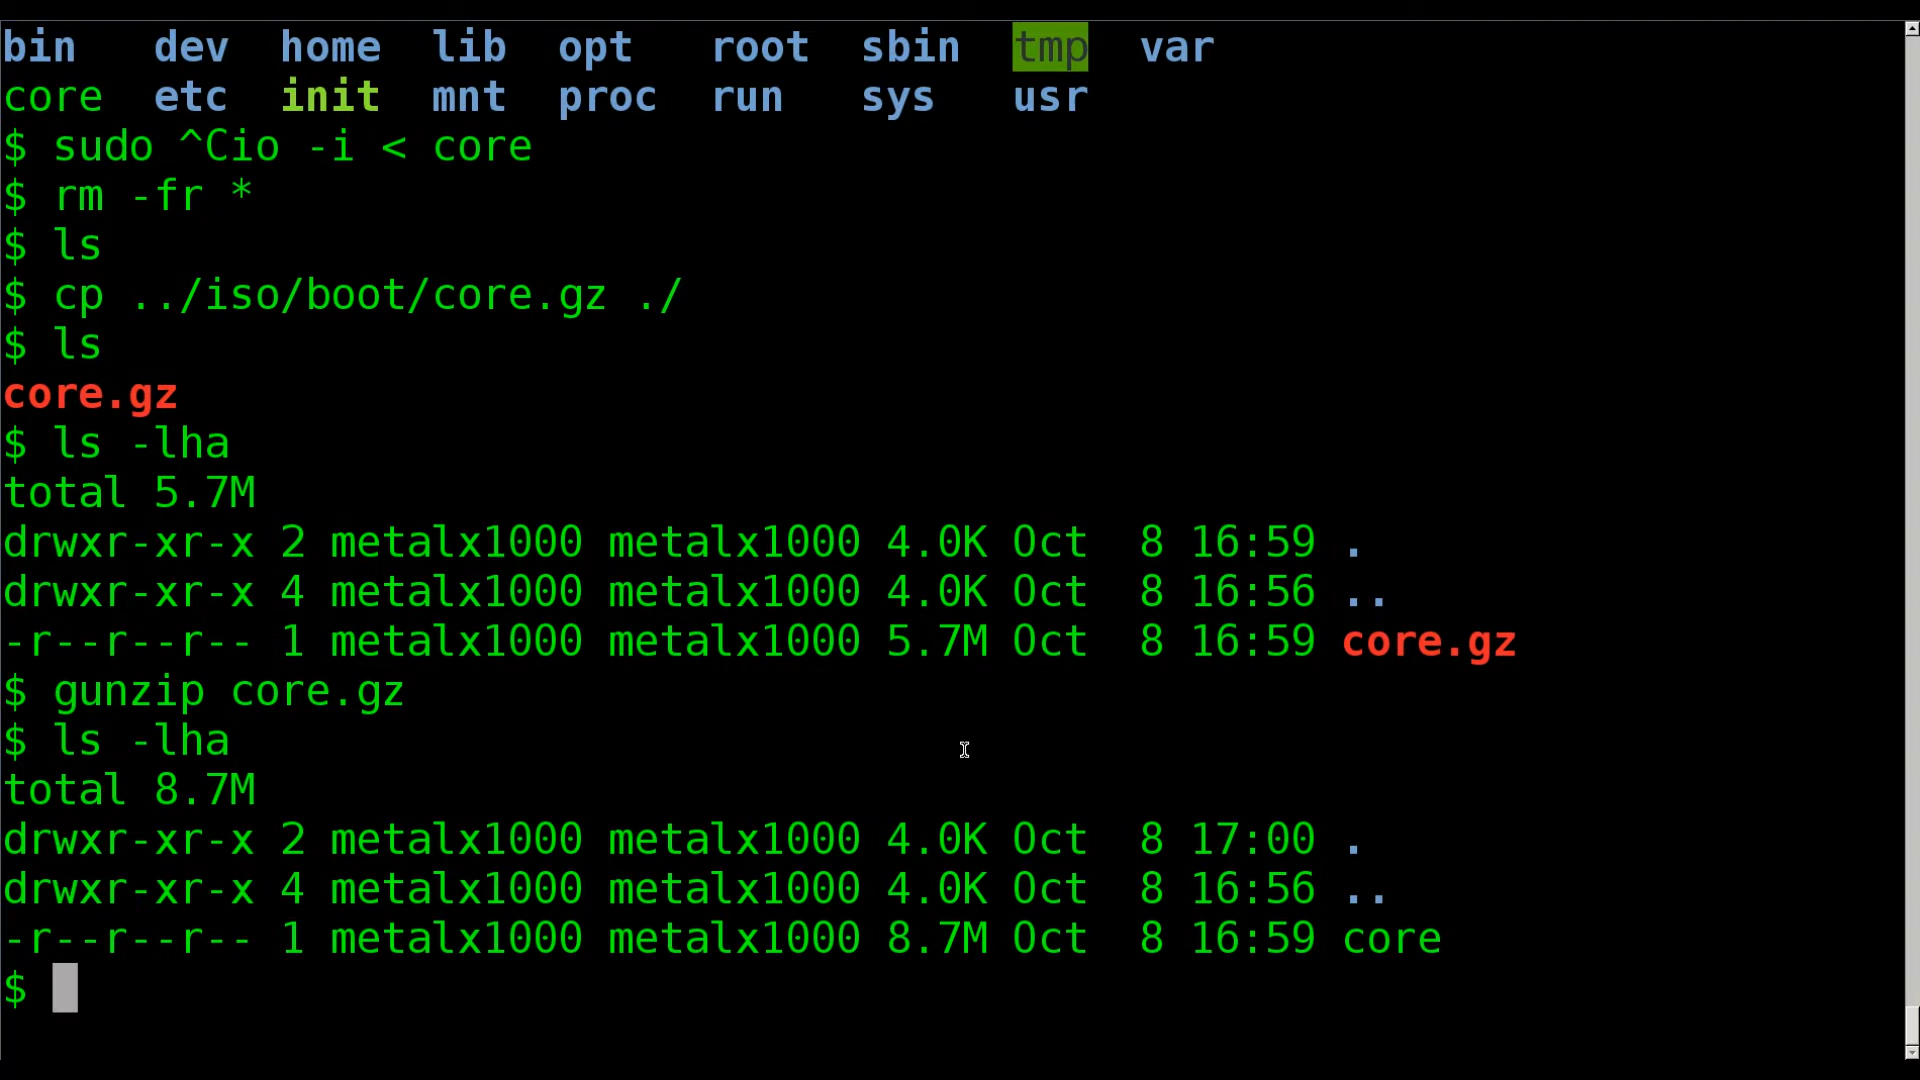 bin dev home lib opt root sbin tmp var
core etc init mnt proc run sys usr
$ sudo ^Cio -i < core
$ rm -fr *
$ ls
$ cp ../iso/boot/core.gz ./
$ ls
core.gz
$ ls -lha
total 5.7M
drwxr-xr-x 2 metalx1000 metalx1000 4.0K Oct  8 16:59 .
drwxr-xr-x 4 metalx1000 metalx1000 4.0K Oct  8 16:56 ..
-r--r--r-- 1 metalx1000 metalx1000 5.7M Oct  8 16:59 core.gz
$ gunzip core.gz
$ ls -lha
total 8.7M
drwxr-xr-x 2 metalx1000 metalx1000 4.0K Oct  8 17:00 .
drwxr-xr-x 4 metalx1000 metalx1000 4.0K Oct  8 16:56 ..
-r--r--r-- 1 metalx1000 metalx1000 8.7M Oct  8 16:59 core
$